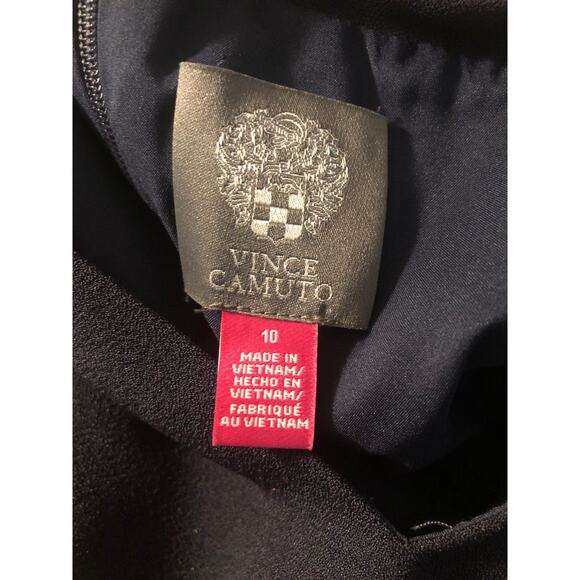 VINCE
CAMUTO
10
MADE IN
VIETNAM/
HECHO EN
VIETNAM/
FABRIQUÉ
AU VIETNAM